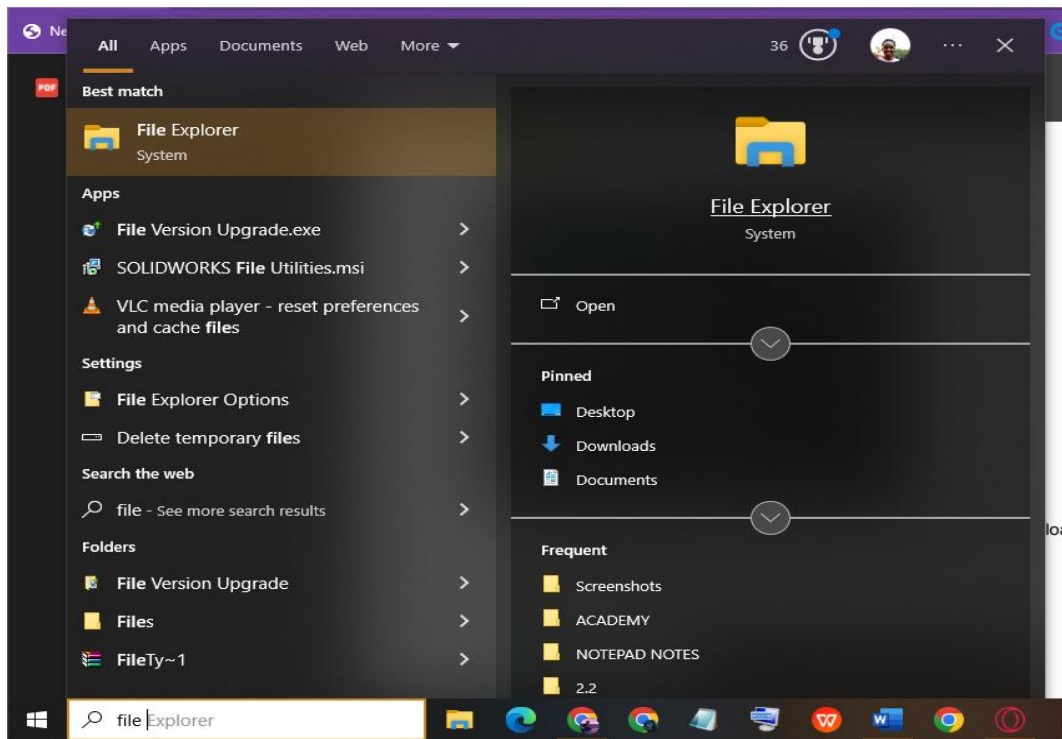 Ne
All Apps Documents Web More 36 ...
PDF
Best match
File Explorer
System
Apps
File Version Upgrade.exe
SOLIDWORKS File Utilities.msi
VLC media player - reset preferences
and cache files
Settings
File Explorer Options
Delete temporary files
Search the web
file - See more search results
Folders
File Version Upgrade
Files
FileTy~1
File Explorer
System
Open
Pinned
Desktop
Downloads
Documents
Frequent
Screenshots
ACADEMY
NOTEPAD NOTES
2.2
loa
file Explorer
W